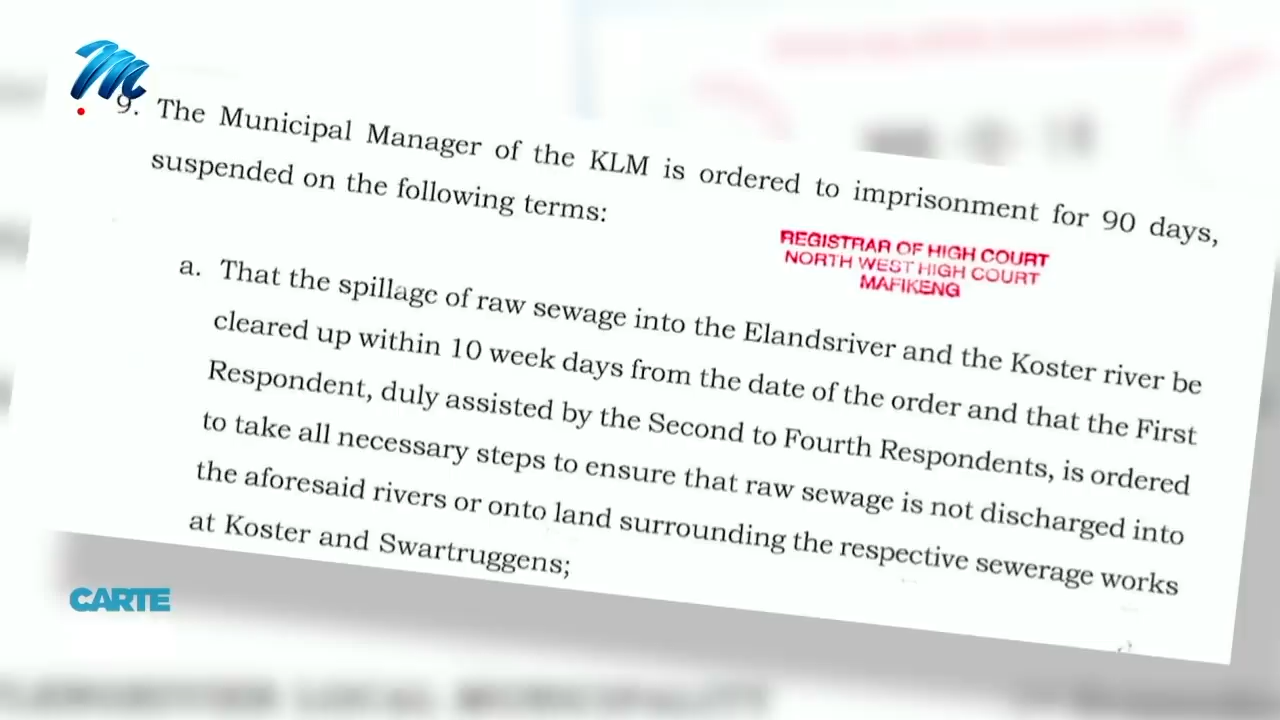 9. The Municipal Manager of the KLM is ordered to imprisonment for 90 days,
suspended on the following terms:
REGISTRAR OF HIGH COURT
NORTH WEST HIGH COURT
MAFIKENG
a. That the spillage of raw sewage into the Elandsriver and the Koster river be
cleared up within 10 week days from the date of the order and that the First
Respondent, duly assisted by the Second to Fourth Respondents, is ordered
to take all necessary steps to ensure that raw sewage is not discharged into
the aforesaid rivers or onto land surrounding the respective sewerage works
at Koster and Swartruggens;
CARTE